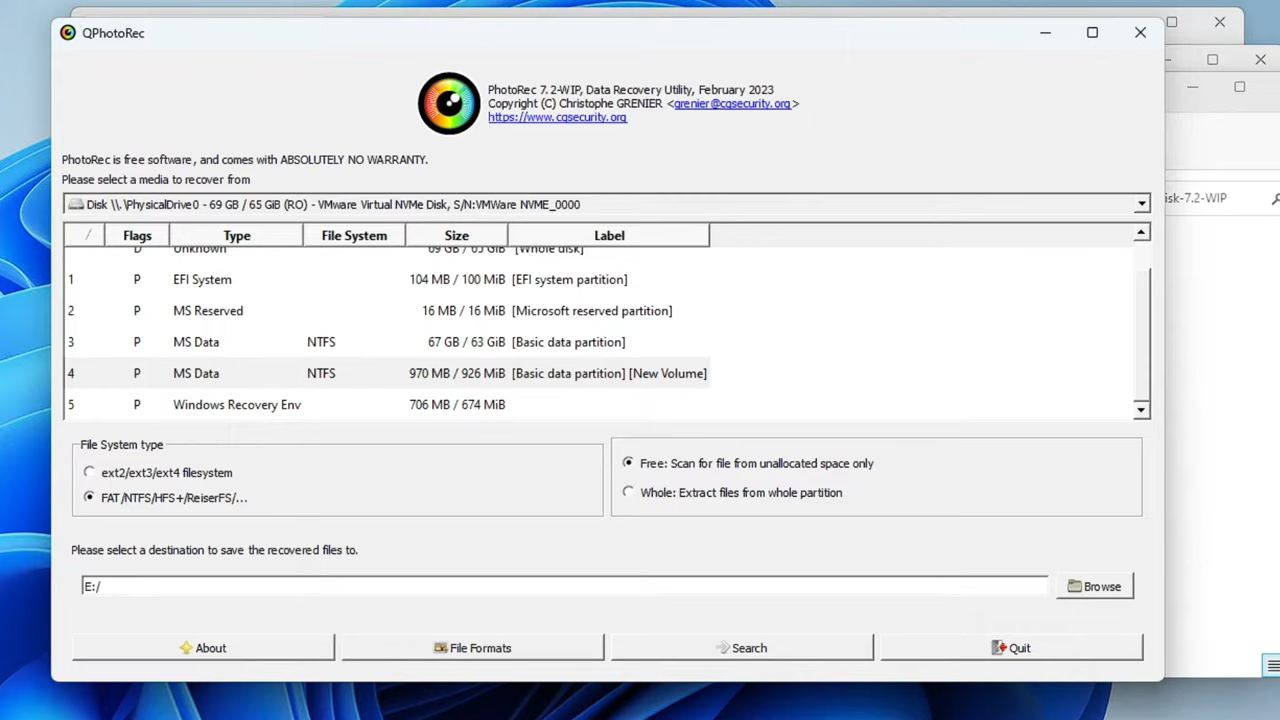 QPhotoRec
PhotoRec 7.2-WIP, Data Recovery Utility, February 2023
Copyright (C) Christophe GRENIER <grenier@cgsecurity.org>
https://www.cgsecurity.org
PhotoRec is free software, and comes with ABSOLUTELY NO WARRANTY.
Please select a media to recover from
Disk \\.\PhysicalDrive0 - 69 GB / 65 GiB (RO) - VMware Virtual NVMe Disk, S/N:VMWare NVME_0000
isk-7.2-WIP
/ Flags Type File System Size Label
D Unknown 69 GB / 65 GiB [Whole disk]
1 P EFI System 104 MB / 100 MiB [EFI system partition]
2 P MS Reserved 16 MB / 16 MiB [Microsoft reserved partition]
3 P MS Data NTFS 67 GB / 63 GiB [Basic data partition]
4 P MS Data NTFS 970 MB / 926 MiB [Basic data partition] [New Volume]
5 P Windows Recovery Env 706 MB / 674 MiB
File System type
ext2/ext3/ext4 filesystem
FAT/NTFS/HFS+/ReiserFS/...
Free: Scan for file from unallocated space only
Whole: Extract files from whole partition
Please select a destination to save the recovered files to.
E:/
Browse
About
File Formats
Search
Quit